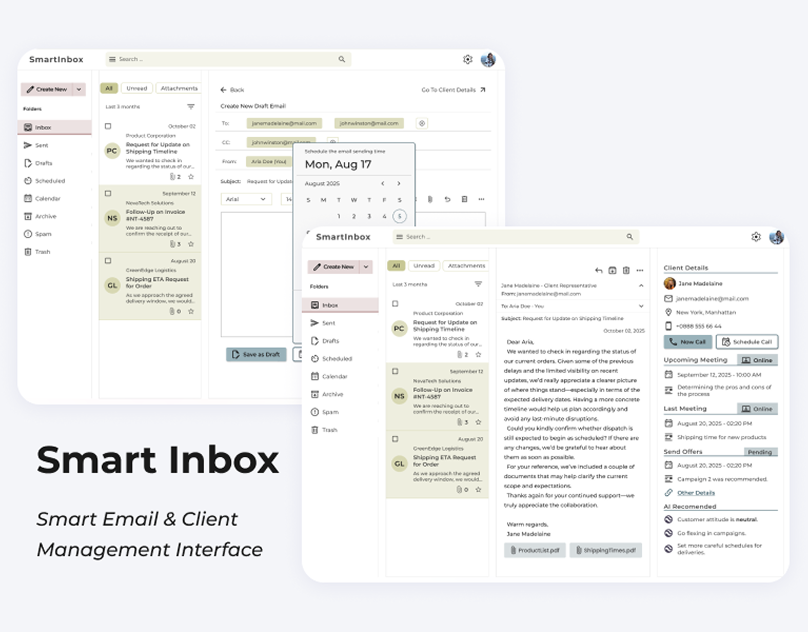 SmartInbox
Search ...
Create New
Folders
Inbox
Sent
Drafts
Scheduled
Calendar
Archive
Spam
Trash
All Unread Attachments
Last 3 months
October 02
Product Corporation
PC
Request for Update on
Shipping Timeline
We wanted to check in
regarding the status of our...
2
September 12
NovaTech Solutions
NS
Follow-Up on Invoice
#NT-4587
We are reaching out to
confirm the receipt of our...
3
August 20
GreenEdge Logistics
GL
Shipping ETA Request
for Order
As we approach the agreed
delivery window, we would...
0
Back
Go To Client Details
Create New Draft Email
To: janemadelaine@mail.com johnwinston@mail.com
CC: johnwinston@mail.com
From: Aria Doe (You)
Subject: Request for Updat
Arial 14
Schedule the email sending time
Mon, Aug 17
August 2025
S M T W T F S
1 2 3 4 5
Save as Draft
SmartInbox
Search ...
Create New
Folders
Inbox
Sent
Drafts
Scheduled
Calendar
Archive
Spam
Trash
All Unread Attachments
Last 3 months
October 02
Product Corporation
PC
Request for Update on
Shipping Timeline
We wanted to check in
regarding the status of our...
2
September 12
NovaTech Solutions
NS
Follow-Up on Invoice
#NT-4587
We are reaching out to
confirm the receipt of our...
3
August 20
GreenEdge Logistics
GL
Shipping ETA Request
for Order
As we approach the agreed
delivery window, we would...
0
Jane Madelaine - Client Representative
From: janemadelaine@mail.com
To: Aria Doe - You
Subject: Request for Update on Shipping Timeline
October 02, 2025
Dear Aria,
We wanted to check in regarding the status of
our current orders. Given some of the previous
delays and the limited visibility on recent
updates, we'd really appreciate a clearer picture
of where things stand—especially in terms of the
expected delivery dates. Having a more concrete
timeline would help us plan accordingly and
avoid any last-minute disruptions.
Could you kindly confirm whether dispatch is
still expected to begin as scheduled? If there are
any changes, we'd be grateful to hear about
them as soon as possible.
For your reference, we've included a couple of
documents that may help clarify the current
scope and expectations.
Thanks again for your continued support—we
truly appreciate the collaboration.
Warm regards,
Jane Madelaine
ProductList.pdf ShippingTimes.pdf
Client Details
Jane Madelaine
janemadelaine@mail.com
New York, Manhattan
+0888 555 66 44
Now Call Schedule Call
Upcoming Meeting Online
September 12, 2025 - 10:00 AM
Determining the pros and cons of
the process
Last Meeting Online
August 20, 2025 - 02:20 PM
Shipping time for new products
Send Offers Pending
August 20, 2025 - 02:20 PM
Campaign 2 was recommended.
Other Details
AI Recomended
Customer attitude is neutral.
Go flexing in campaigns.
Set more careful schedules for
deliveries.
Smart Inbox
Smart Email & Client
Management Interface